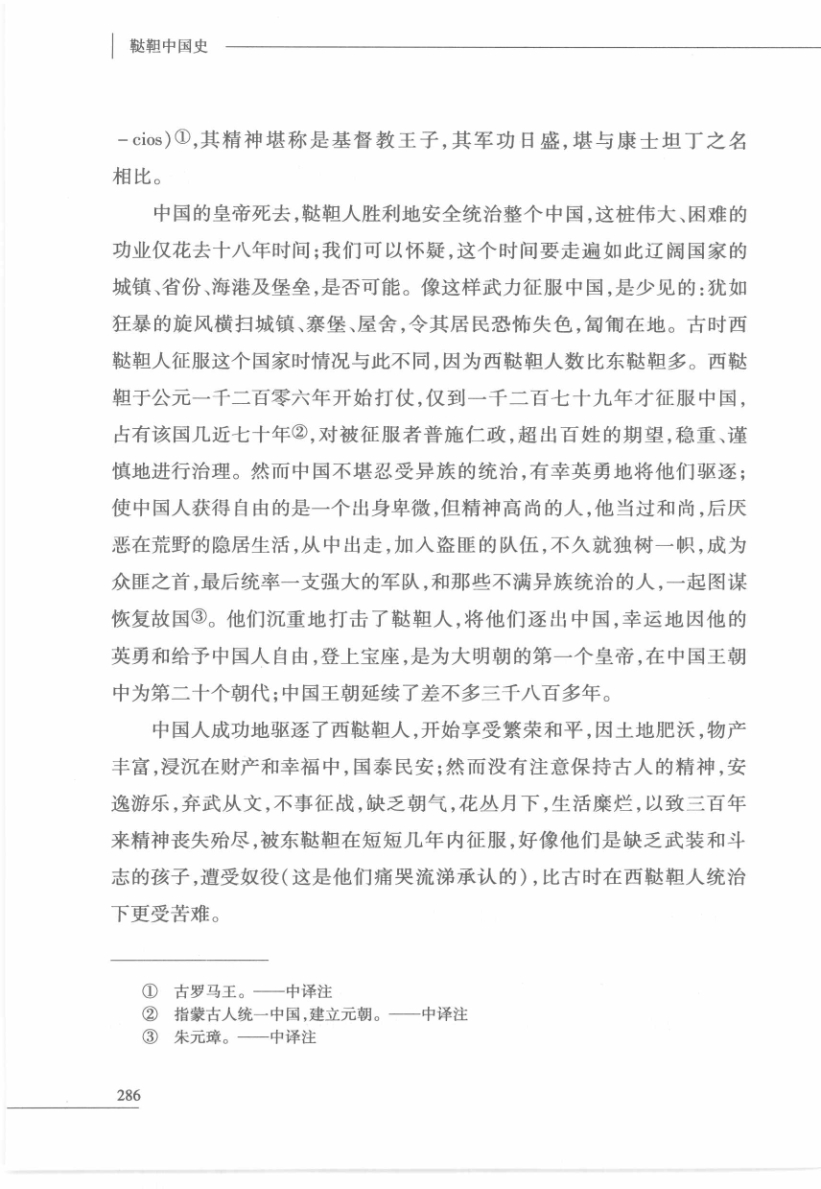 鞑靼中国史
－cios)①,其精神堪称是基督教王子,其军功日盛,堪与康士坦丁之名
相比。
中国的皇帝死去,鞑靼人胜利地安全统治整个中国,这桩伟大、困难的
功业仅花去十八年时间;我们可以怀疑,这个时间要走遍如此辽阔国家的
城镇、省份、海港及堡垒,是否可能。像这样武力征服中国,是少见的:犹如
狂暴的旋风横扫城镇、寨堡、屋舍,令其居民恐怖失色,匐匍在地。古时西
鞑靼人征服这个国家时情况与此不同,因为西鞑靼人数比东鞑靼多。西鞑
靼于公元一千二百零六年开始打仗,仅到一千二百七十九年才征服中国,
占有该国几近七十年②,对被征服者普施仁政,超出百姓的期望,稳重、谨
慎地进行治理。然而中国不堪忍受异族的统治,有幸英勇地将他们驱逐;
使中国人获得自由的是一个出身卑微,但精神高尚的人,他当过和尚,后厌
恶在荒野的隐居生活,从中出走,加入盗匪的队伍,不久就独树一帜,成为
众匪之首,最后统率一支强大的军队,和那些不满异族统治的人,一起图谋
恢复故国③。他们沉重地打击了鞑靼人,将他们逐出中国,幸运地因他的
英勇和给予中国人自由,登上宝座,是为大明朝的第一个皇帝,在中国王朝
中为第二十个朝代;中国王朝延续了差不多三千八百多年。
中国人成功地驱逐了西鞑靼人,开始享受繁荣和平,因土地肥沃,物产
丰富,浸沉在财产和幸福中,国泰民安;然而没有注意保持古人的精神,安
逸游乐,弃武从文,不事征战,缺乏朝气,花丛月下,生活糜烂,以致三百年
来精神丧失殆尽,被东鞑靼在短短几年内征服,好像他们是缺乏武装和斗
志的孩子,遭受奴役(这是他们痛哭流涕承认的),比古时在西鞑靼人统治
下更受苦难。
① 古罗马王。——中译注
② 指蒙古人统一中国,建立元朝。——中译注
③ 朱元璋。——中译注
286